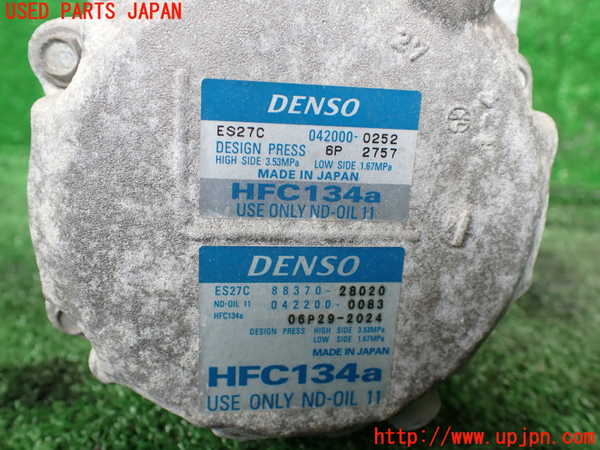 USED PARTS JAPAN
27
DENSO
ES27C 042000-0252
DESIGN PRESS 6P 2757
HIGH SIDE 3.53MPa LOW SIDE 1.67MPa
MADE IN JAPAN
HFC134a
USE ONLY ND-OIL 11
DENSO
ES27C 88370-28020
ND-OIL 11 042200-0083
HFC134a 06P29-2024
DESIGN PRESS HIGH SIDE 3.53MPa
LOW SIDE 1.67MPa
MADE IN JAPAN
HFC134a
USE ONLY ND-OIL 11
http://www.upjpn.com/